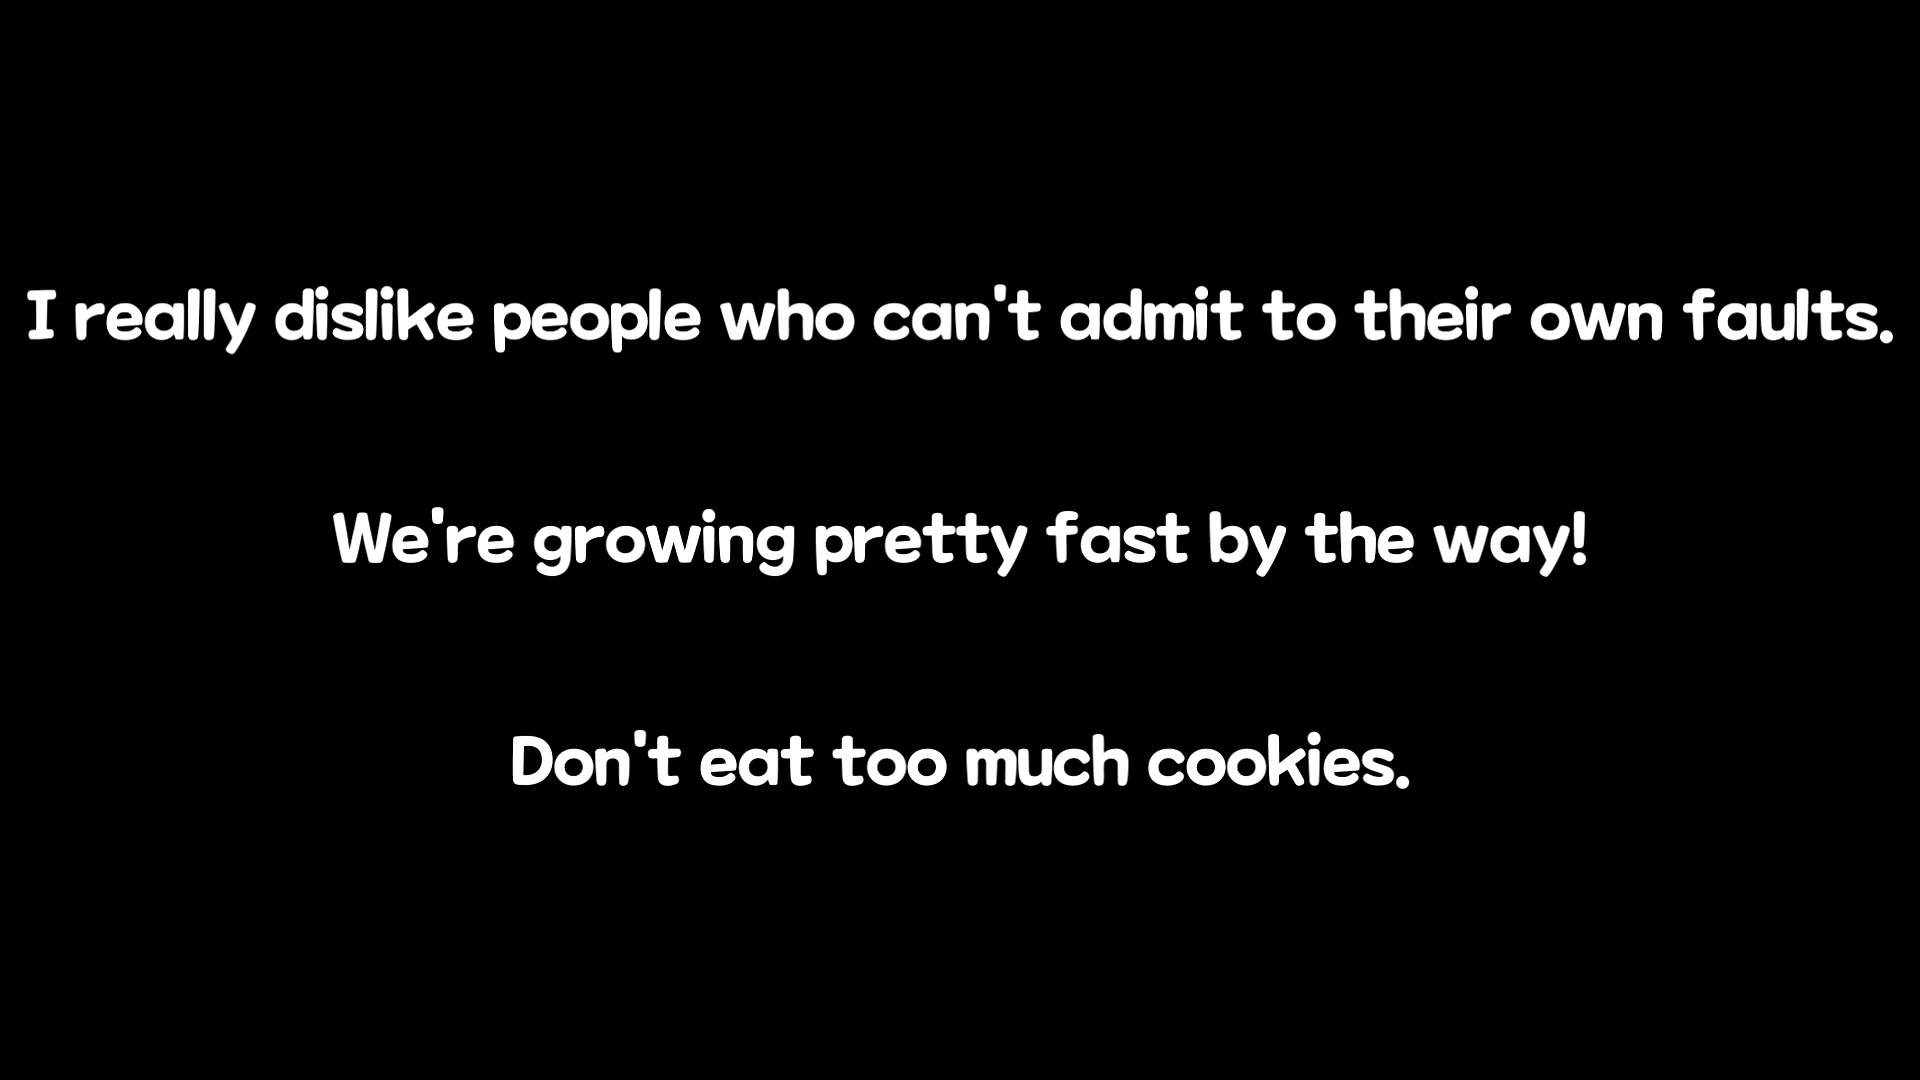 I really dislike people who can't admit to their own faults.
We're growing pretty fast by the way!
Don't eat too much cookies.